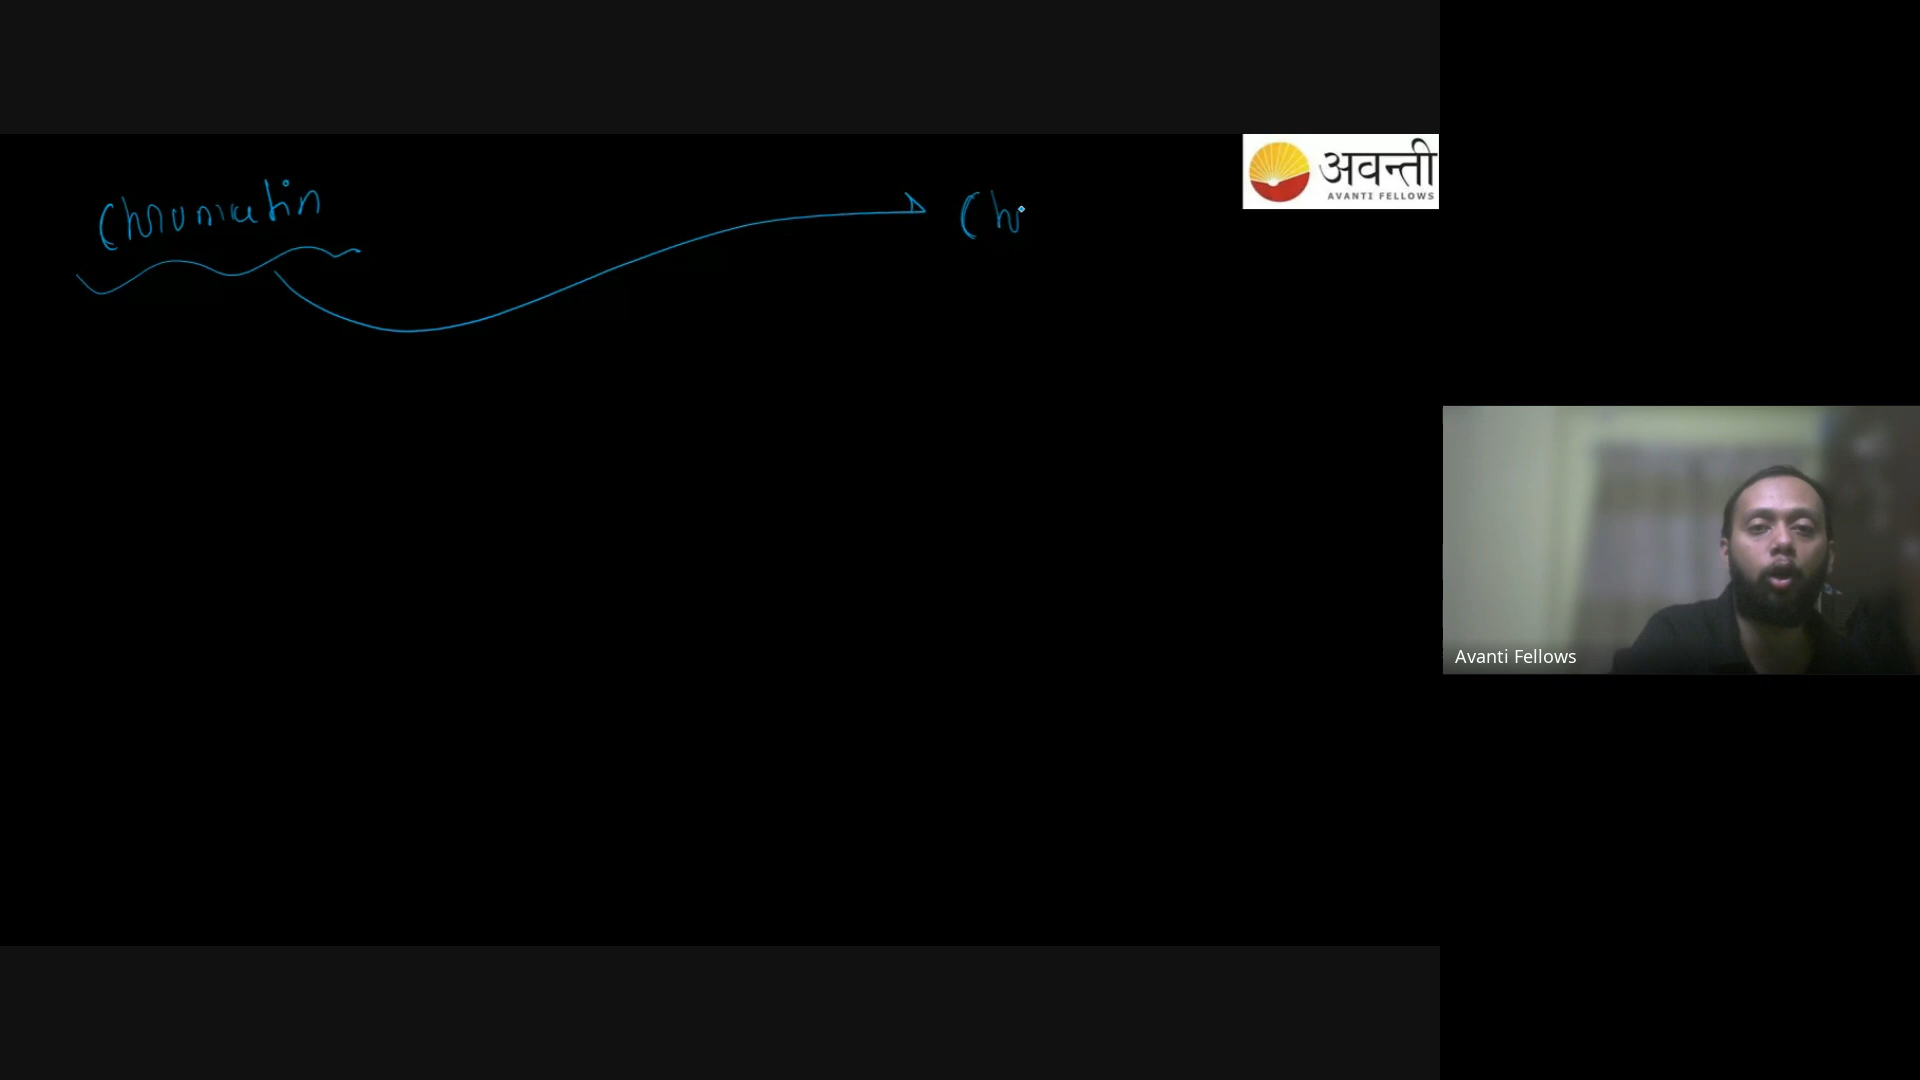 Chromatin
Ch
अवन्ती
AVANTI FELLOWS
Avanti Fellows